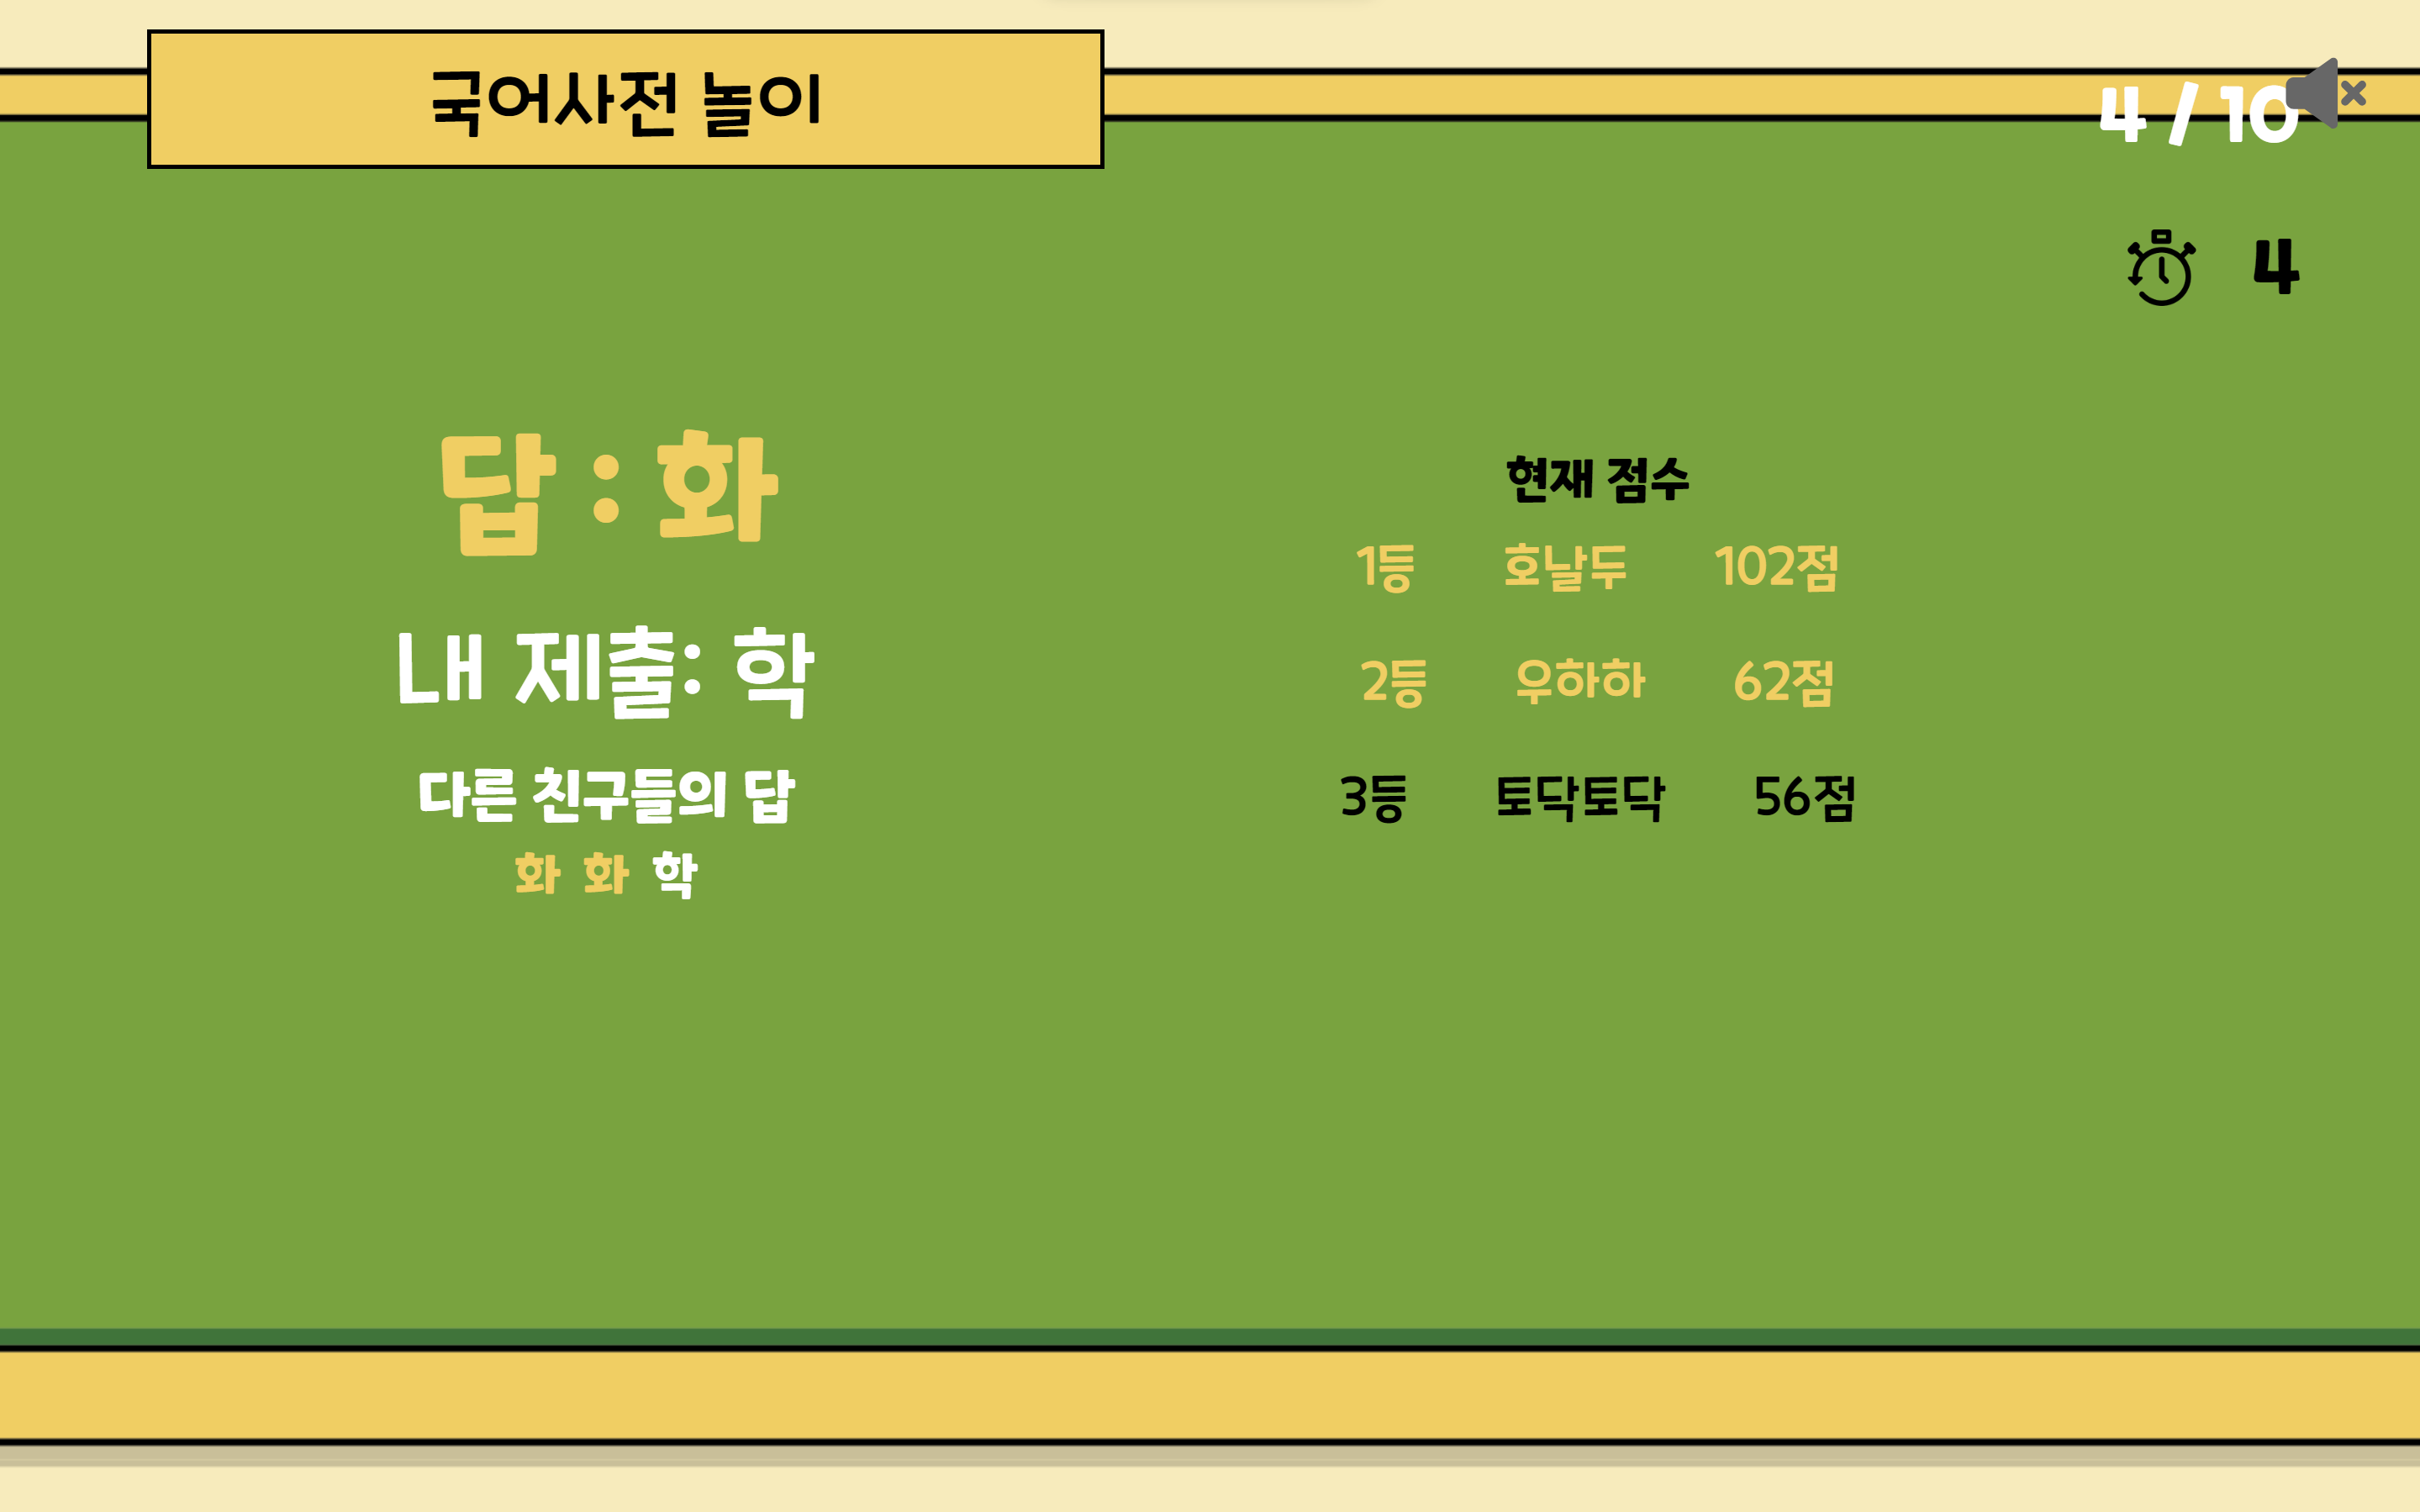 국어사전 놀이
4 / 10
4
답 : 화
내 제출: 학
다른 친구들의 답
화 화 학
현재 점수
1등 호날두 102점
2등 우하하 62점
3등 토닥토닥 56점